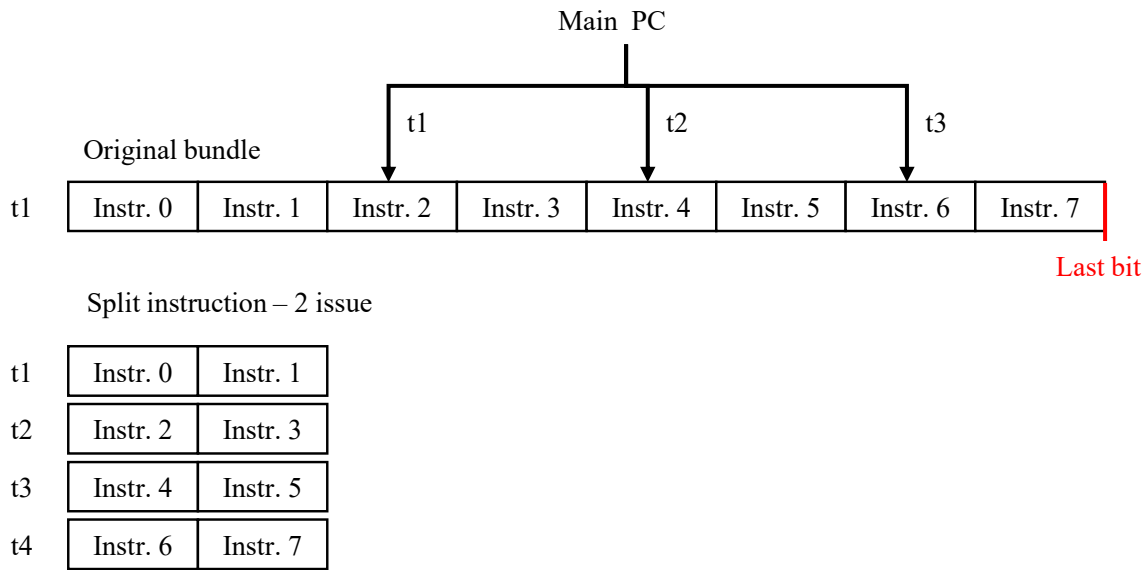 Main PC
t1 t2 t3
Original bundle
t1 Instr. 0 Instr. 1 Instr. 2 Instr. 3 Instr. 4 Instr. 5 Instr. 6 Instr. 7
Last bit
Split instruction – 2 issue
t1 Instr. 0 Instr. 1
t2 Instr. 2 Instr. 3
t3 Instr. 4 Instr. 5
t4 Instr. 6 Instr. 7